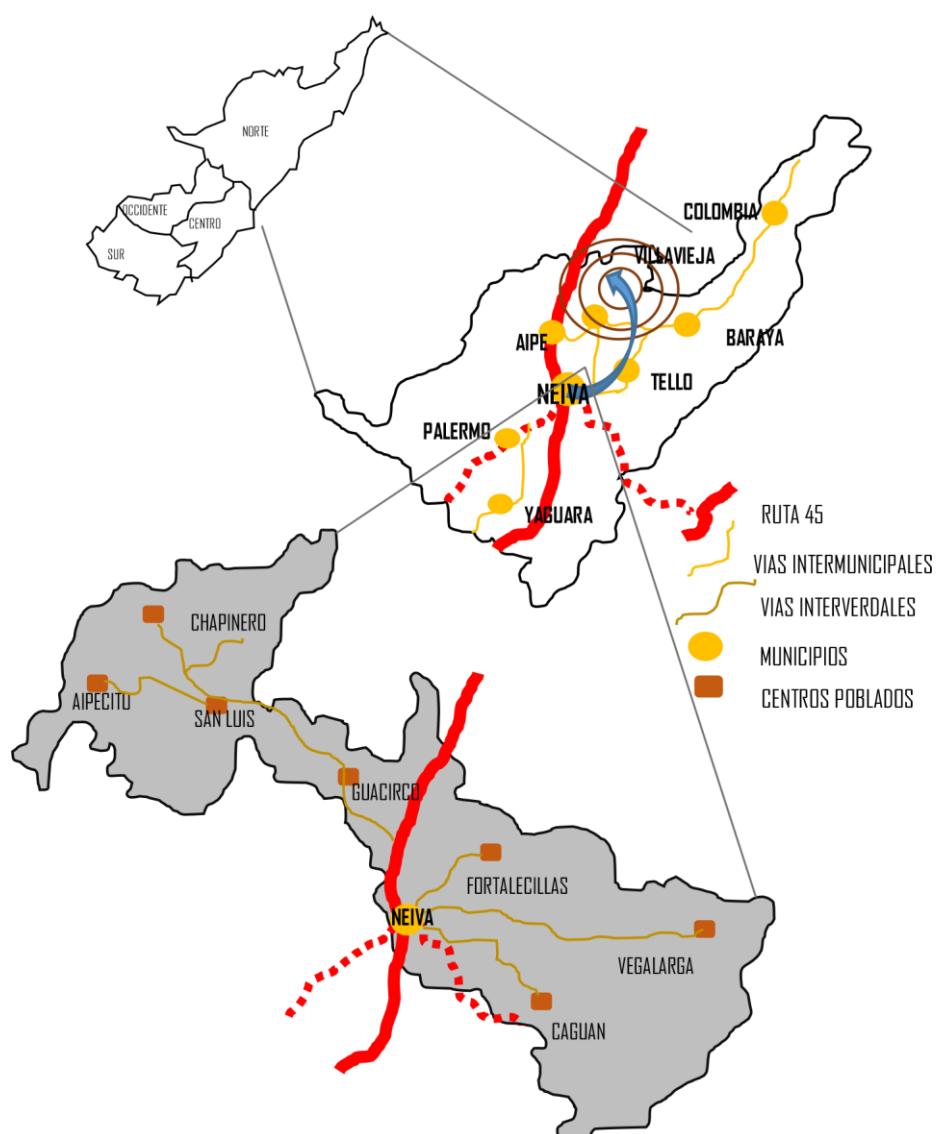 NORTE
OCCIDENTE
CENTRO
SUR
COLOMBIA
VILLAVIEJA
AIPE
BARAYA
TELLO
NEIVA
PALERMO
YAGUARA
RUTA 45
VIAS INTERMUNICIPALES
VIAS INTERVERDALES
MUNICIPIOS
CENTROS POBLADOS
CHAPINERO
AIPECITO
SAN LUIS
GUACIRCO
FORTALECILLAS
NEIVA
VEGALARGA
CAGUAN